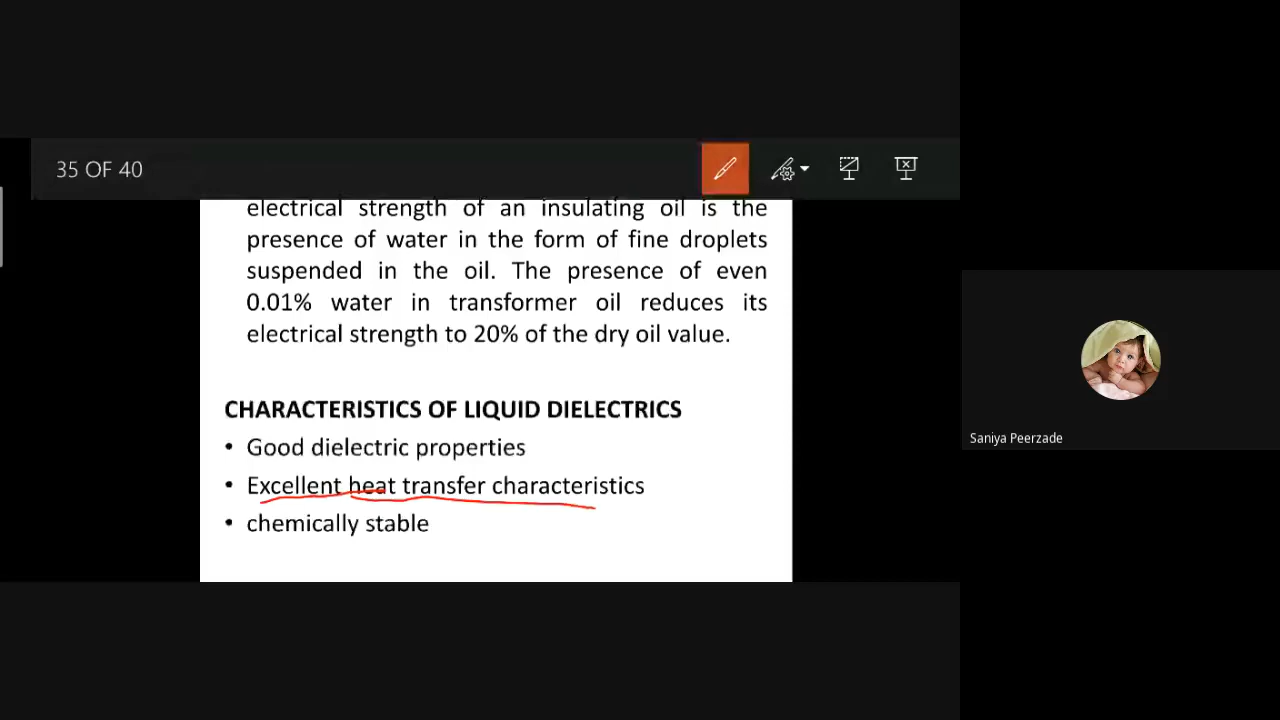 35 OF 40
electrical strength of an insulating oil is the
presence of water in the form of fine droplets
suspended in the oil. The presence of even
0.01% water in transformer oil reduces its
electrical strength to 20% of the dry oil value.
CHARACTERISTICS OF LIQUID DIELECTRICS
• Good dielectric properties
• Excellent heat transfer characteristics
• chemically stable
Saniya Peerzade